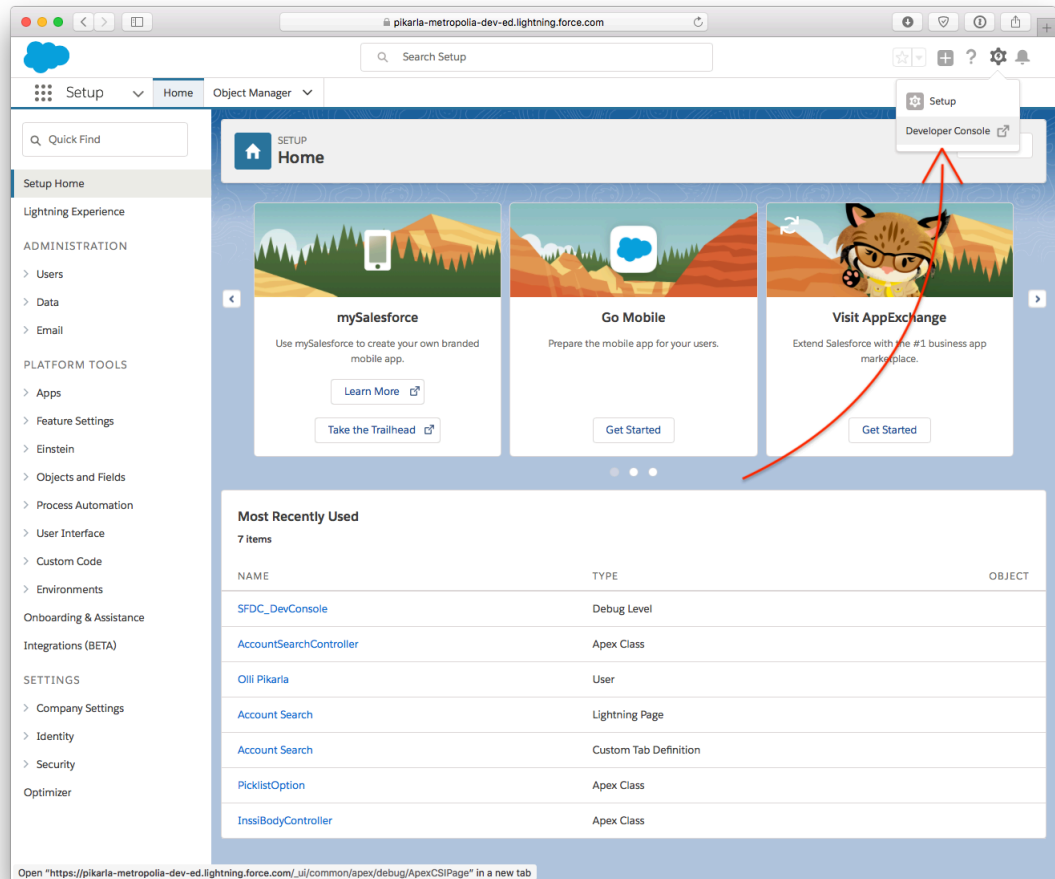 pikarla-metropolia-dev-ed.lightning.force.com
Search Setup
Setup
Home
Object Manager
Setup
Developer Console
Quick Find
Setup Home
Lightning Experience
ADMINISTRATION
Users
Data
Email
PLATFORM TOOLS
Apps
Feature Settings
Einstein
Objects and Fields
Process Automation
User Interface
Custom Code
Environments
Onboarding & Assistance
Integrations (BETA)
SETTINGS
Company Settings
Identity
Security
Optimizer
SETUP
Home
mySalesforce
Use mySalesforce to create your own branded
mobile app.
Learn More
Take the Trailhead
Go Mobile
Prepare the mobile app for your users.
Get Started
Visit AppExchange
Extend Salesforce with the #1 business app
marketplace.
Get Started
Most Recently Used
7 items
NAME TYPE OBJECT
SFDC_DevConsole Debug Level
AccountSearchController Apex Class
Olli Pikarla User
Account Search Lightning Page
Account Search Custom Tab Definition
PicklistOption Apex Class
InssiBodyController Apex Class
Open "https://pikarla-metropolia-dev-ed.lightning.force.com/_ui/common/apex/debug/ApexCSIPage" in a new tab